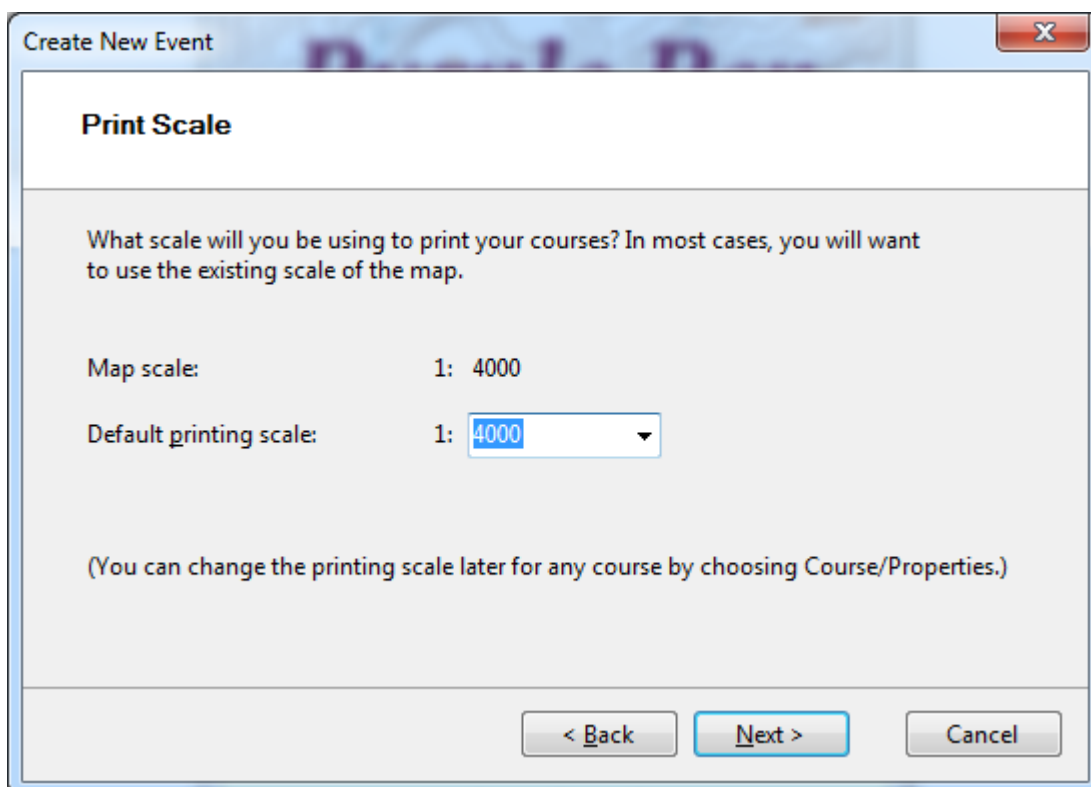 Create New Event
Print Scale
What scale will you be using to print your courses? In most cases, you will want
to use the existing scale of the map.
Map scale: 1: 4000
Default printing scale: 1: 4000
(You can change the printing scale later for any course by choosing Course/Properties.)
< Back Next > Cancel